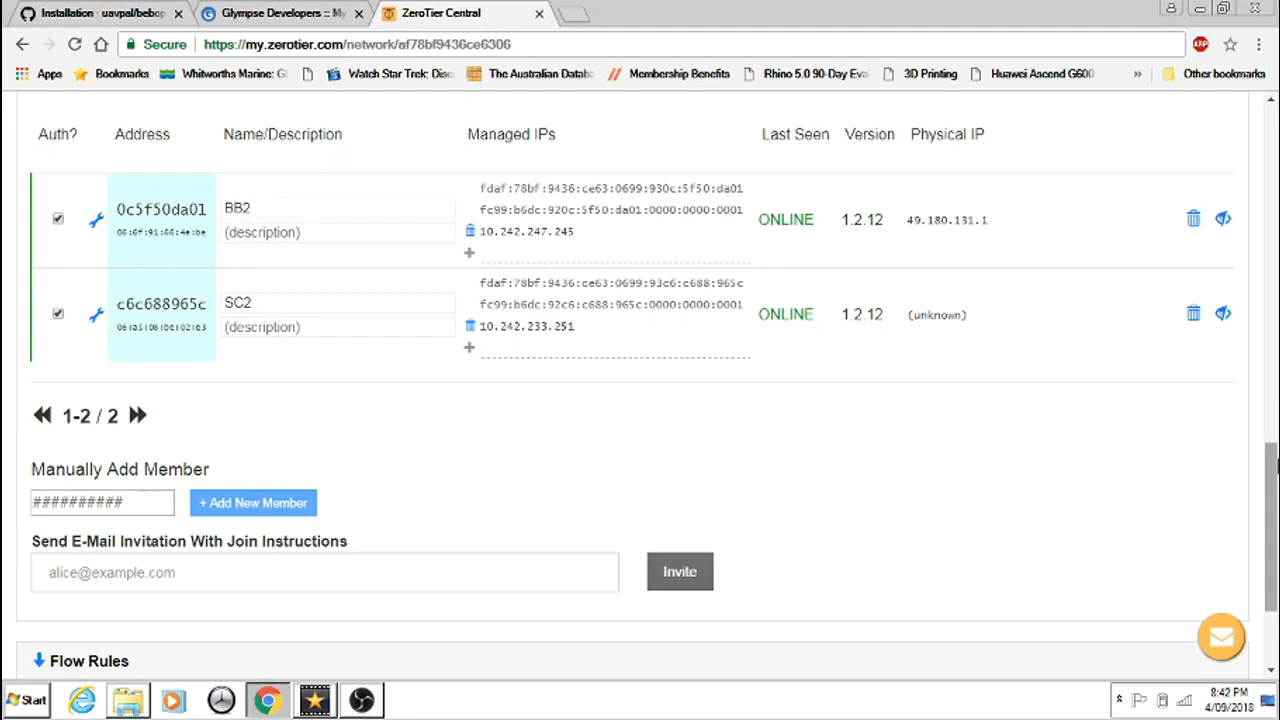 Installation - uavpal/bebop
Glympse Developers :: My
ZeroTier Central
Secure
https://my.zerotier.com/network/af78bf9436ce6306
ABP
Apps
Bookmarks
Whitworths Marine: G
Watch Star Trek: Disc
The Australian Datab
Membership Benefits
Rhino 5.0 90-Day Eval
3D Printing
Huawei Ascend G600
»
Other bookmarks
Auth? Address Name/Description Managed IPs Last Seen Version Physical IP
fdaf:78bf:9436:ce63:0699:930c:5f50:da01
0c5f50da01 BB2 fc99:b6dc:920c:5f50:da01:0000:0000:0001
(description) 10.242.247.245 ONLINE 1.2.12 49.180.131.1
fdaf:78bf:9436:ce63:0699:93c6:c688:965c
c6c688965c SC2 fc99:b6dc:92c6:c688:965c:0000:0000:0001
(description) 10.242.233.251 ONLINE 1.2.12 (unknown)
1-2 / 2
Manually Add Member
########## + Add New Member
Send E-Mail Invitation With Join Instructions
alice@example.com Invite
Flow Rules
Start
8:42 PM
4/09/2018